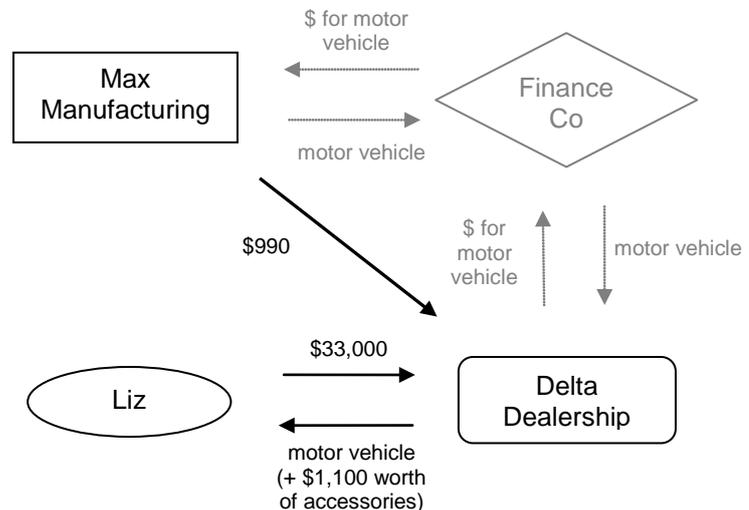 $ for motor
vehicle
Max
Manufacturing
Finance
Co
motor vehicle
$990
$ for
motor
vehicle
motor vehicle
$33,000
Liz
Delta
Dealership
motor vehicle
(+ $1,100 worth
of accessories)